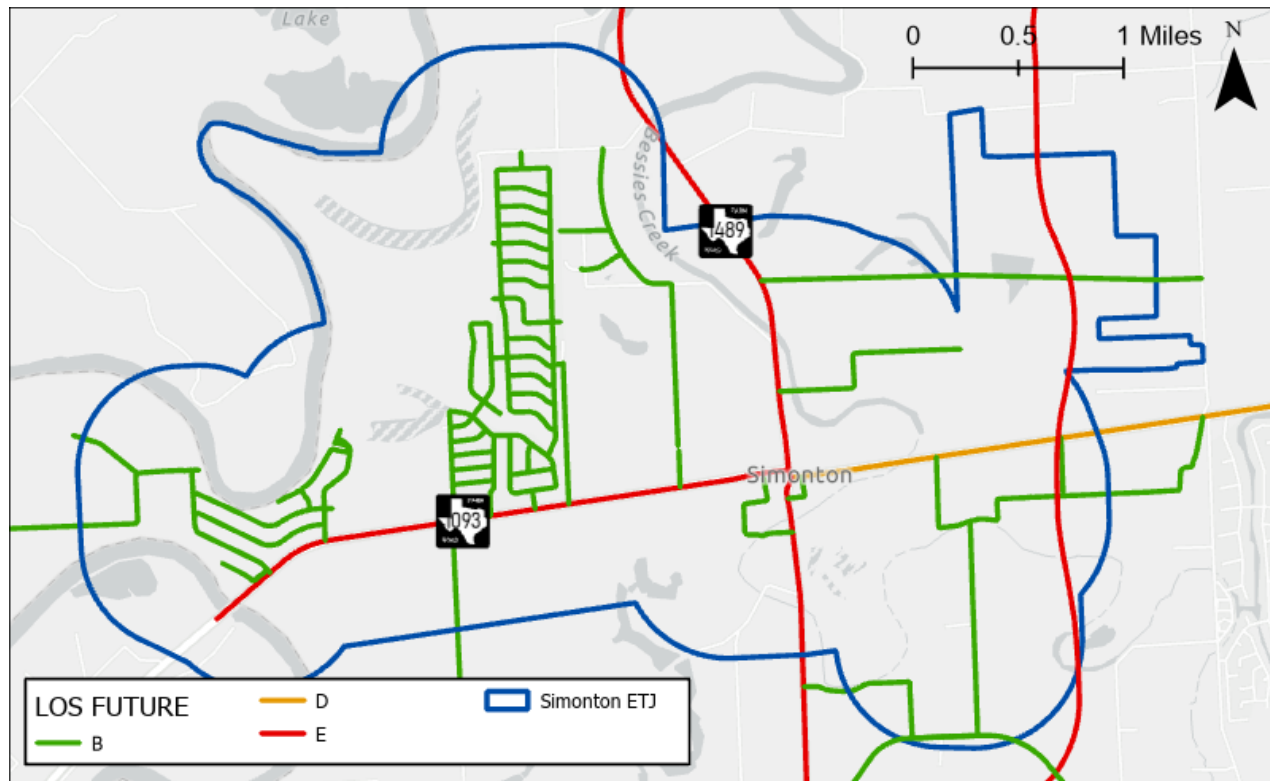 Lake
0 0.5 1 Miles
N
Bessies Creek
1489
Simonton
1093
LOS FUTURE
B
D
E
Simonton ETJ